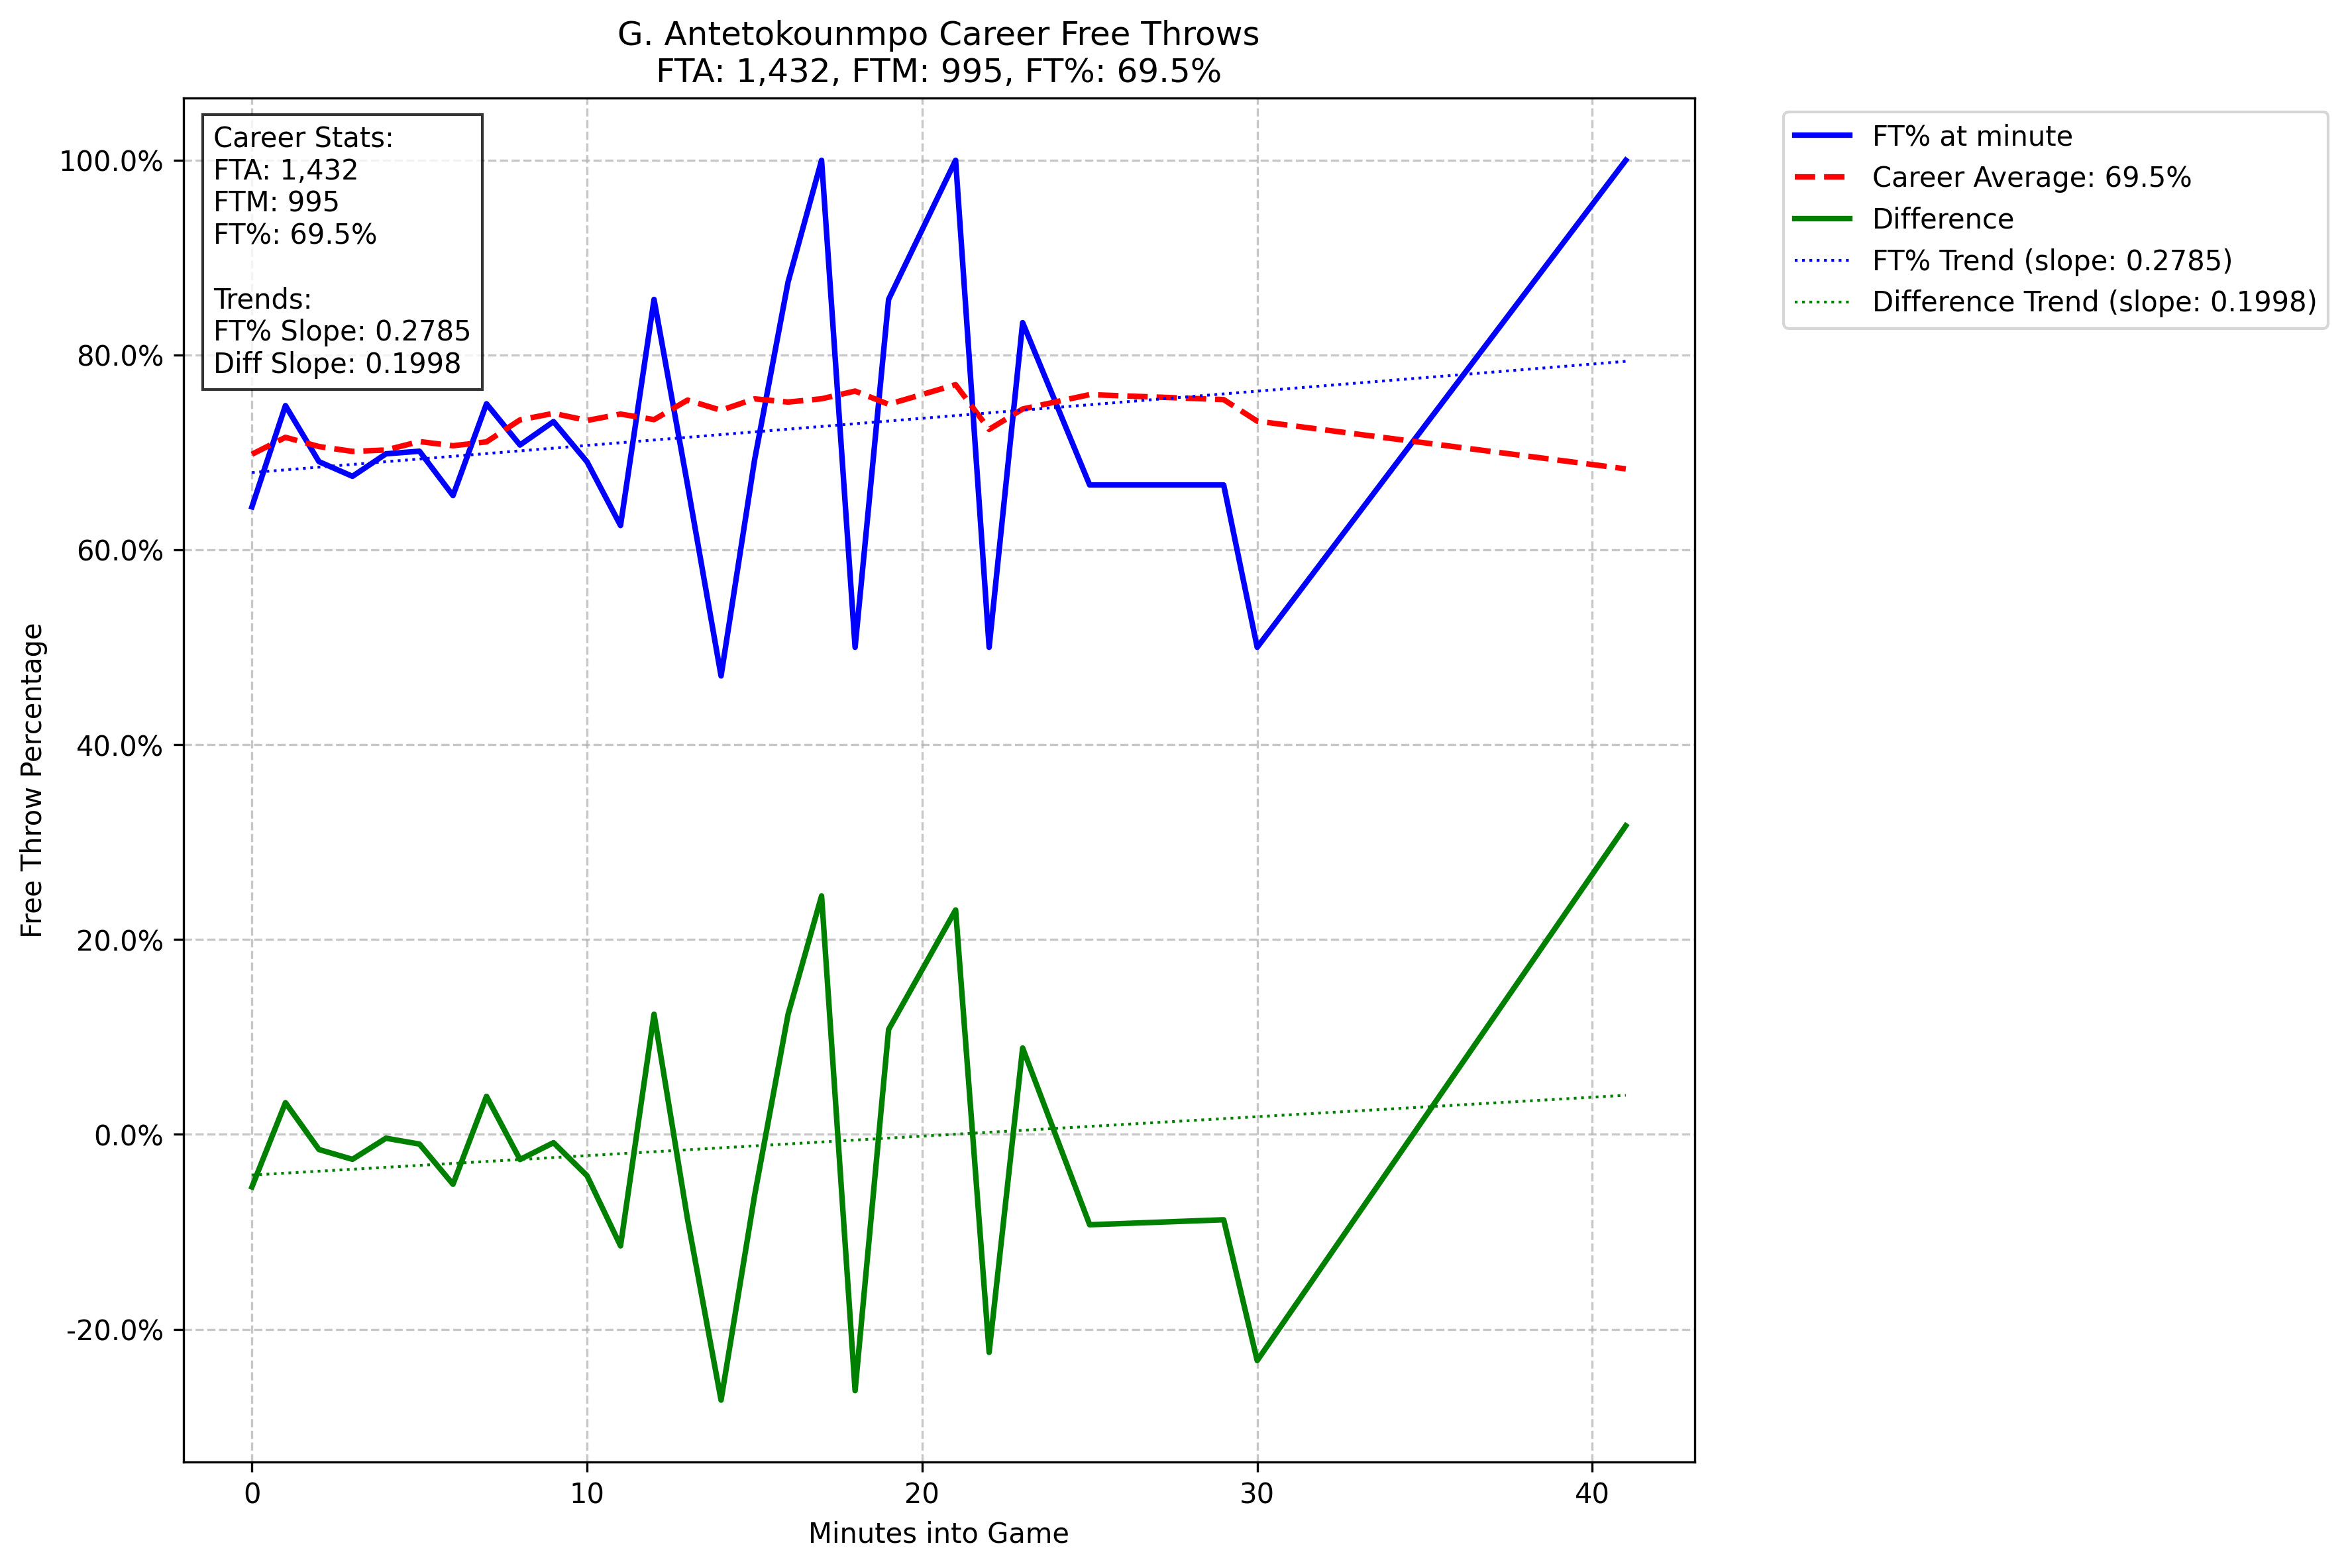 G. Antetokounmpo Career Free Throws
FTA: 1,432, FTM: 995, FT%: 69.5%
Career Stats:
FTA: 1,432
FTM: 995
FT%: 69.5%
Trends:
FT% Slope: 0.2785
Diff Slope: 0.1998
FT% at minute
Career Average: 69.5%
Difference
FT% Trend (slope: 0.2785)
Difference Trend (slope: 0.1998)
Free Throw Percentage
100.0%
80.0%
60.0%
40.0%
20.0%
0.0%
-20.0%
0 10 20 30 40
Minutes into Game